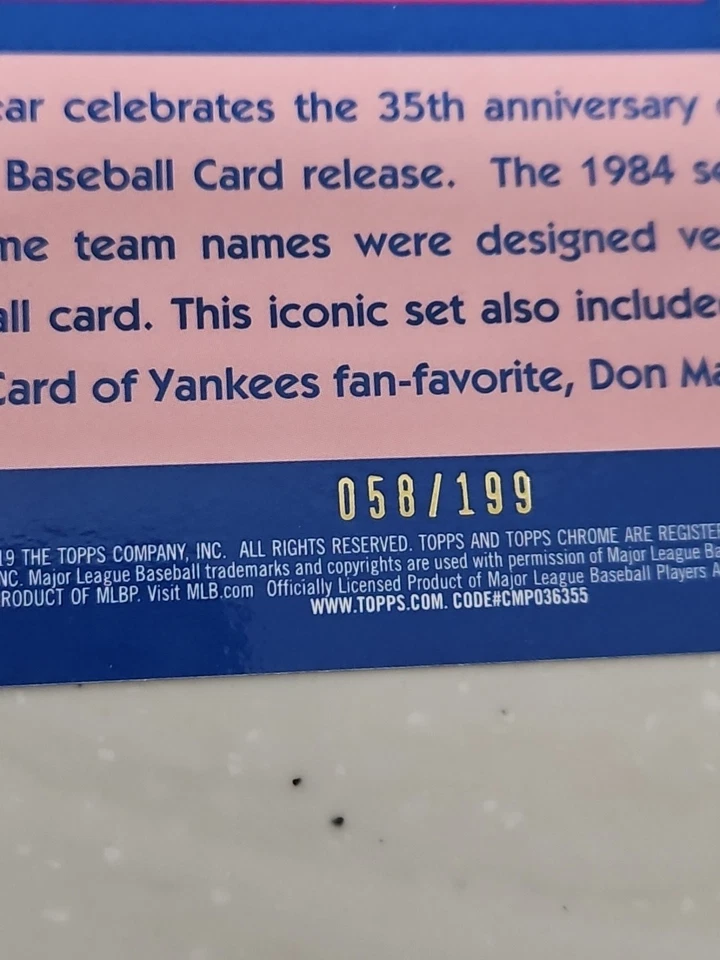 celebrates the 35th anniversary
Baseball Card release. The 1984
team names were designed
card. This iconic set also
of Yankees fan-favorite, Don
058/199
19 THE TOPPS COMPANY, INC. ALL RIGHTS RESERVED. TOPPS AND TOPPS CHROME ARE
NC. Major League Baseball trademarks and copyrights are used with permission of Major League
PRODUCT OF MLBP. Visit MLB.com Officially Licensed Product of Major League Baseball Players
WWW.TOPPS.COM. CODE#CMP036355